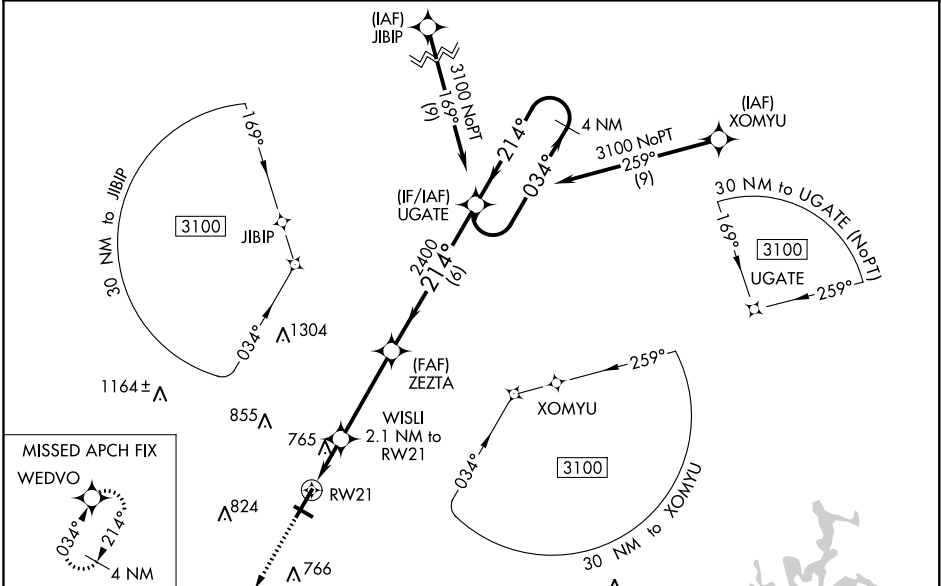 (IAF)
JIBIP
3100 NoPT
169°
(9)
(IAF)
XOMYU
3100 NoPT
259°
(9)
4 NM
214°
034°
(IF/IAF)
UGATE
2400
214°
(6)
(FAF)
ZEZTA
WISLI
2.1 NM to
RW21
RW21
30 NM to JIBIP
169°
3100
JIBIP
034°
30 NM to UGATE (NoPT)
169°
3100
UGATE
259°
259°
XOMYU
034°
3100
30 NM to XOMYU
1304
1164±
855
765
824
766
MISSED APCH FIX
WEDVO
034°
214°
4 NM